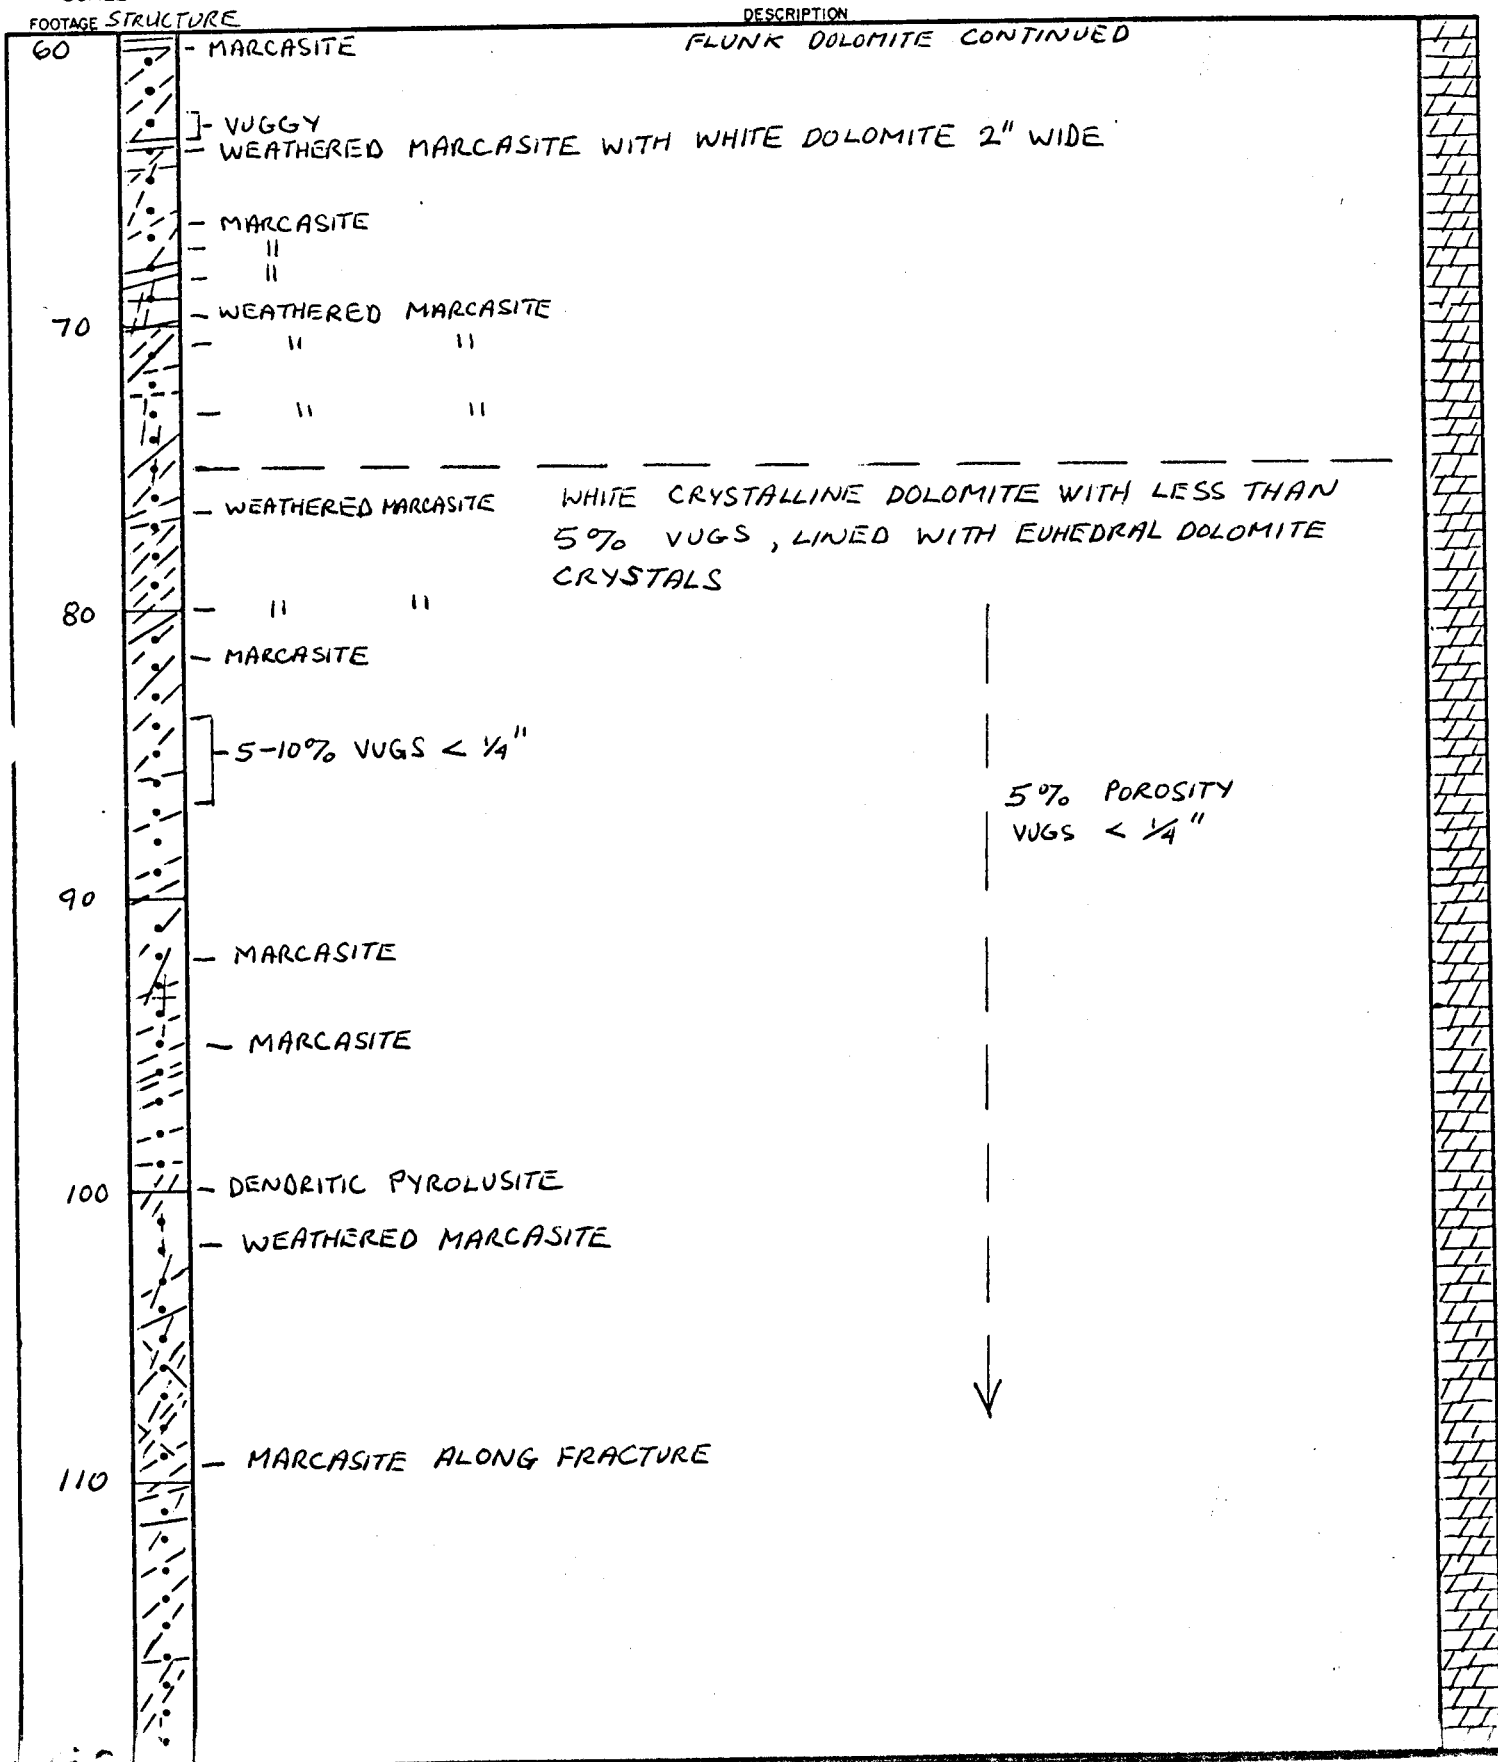 FOOTAGE STRUCTURE DESCRIPTION
60 - MARCASITE FLUNK DOLOMITE CONTINUED
]- VUGGY
- WEATHERED MARCASITE WITH WHITE DOLOMITE 2" WIDE
- MARCASITE
- "
- "
- WEATHERED MARCASITE
70
- " "
- " "
- WEATHERED MARCASITE WHITE CRYSTALLINE DOLOMITE WITH LESS THAN
5% VUGS, LINED WITH EUHEDRAL DOLOMITE
CRYSTALS
80 - " "
- MARCASITE
- 5-10% VUGS < 1/4"
5% POROSITY
VUGS < 1/4"
90
- MARCASITE
- MARCASITE
100 - DENDRITIC PYROLUSITE
- WEATHERED MARCASITE
- MARCASITE ALONG FRACTURE
110